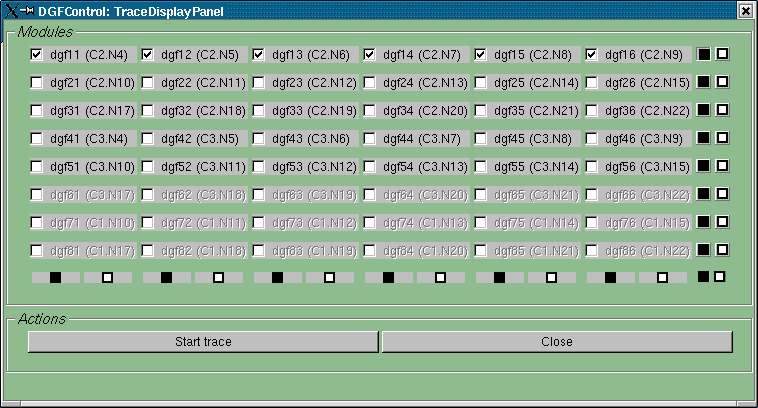 DGFControl: TraceDisplayPanel
Modules
dgf11 (C2.N4) dgf12 (C2.N5) dgf13 (C2.N6) dgf14 (C2.N7) dgf15 (C2.N8) dgf16 (C2.N9)
dgf21 (C2.N10) dgf22 (C2.N11) dgf23 (C2.N12) dgf24 (C2.N13) dgf25 (C2.N14) dgf26 (C2.N15)
dgf31 (C2.N17) dgf32 (C2.N18) dgf33 (C2.N19) dgf34 (C2.N20) dgf35 (C2.N21) dgf36 (C2.N22)
dgf41 (C3.N4) dgf42 (C3.N5) dgf43 (C3.N6) dgf44 (C3.N7) dgf45 (C3.N8) dgf46 (C3.N9)
dgf51 (C3.N10) dgf52 (C3.N11) dgf53 (C3.N12) dgf54 (C3.N13) dgf55 (C3.N14) dgf56 (C3.N15)
dgf61 (C3.N17) dgf62 (C3.N18) dgf63 (C3.N19) dgf64 (C3.N20) dgf65 (C3.N21) dgf66 (C3.N22)
dgf71 (C1.N10) dgf72 (C1.N11) dgf73 (C1.N12) dgf74 (C1.N13) dgf75 (C1.N14) dgf76 (C1.N15)
dgf81 (C1.N17) dgf82 (C1.N18) dgf83 (C1.N19) dgf84 (C1.N20) dgf85 (C1.N21) dgf86 (C1.N22)
Actions
Start trace Close